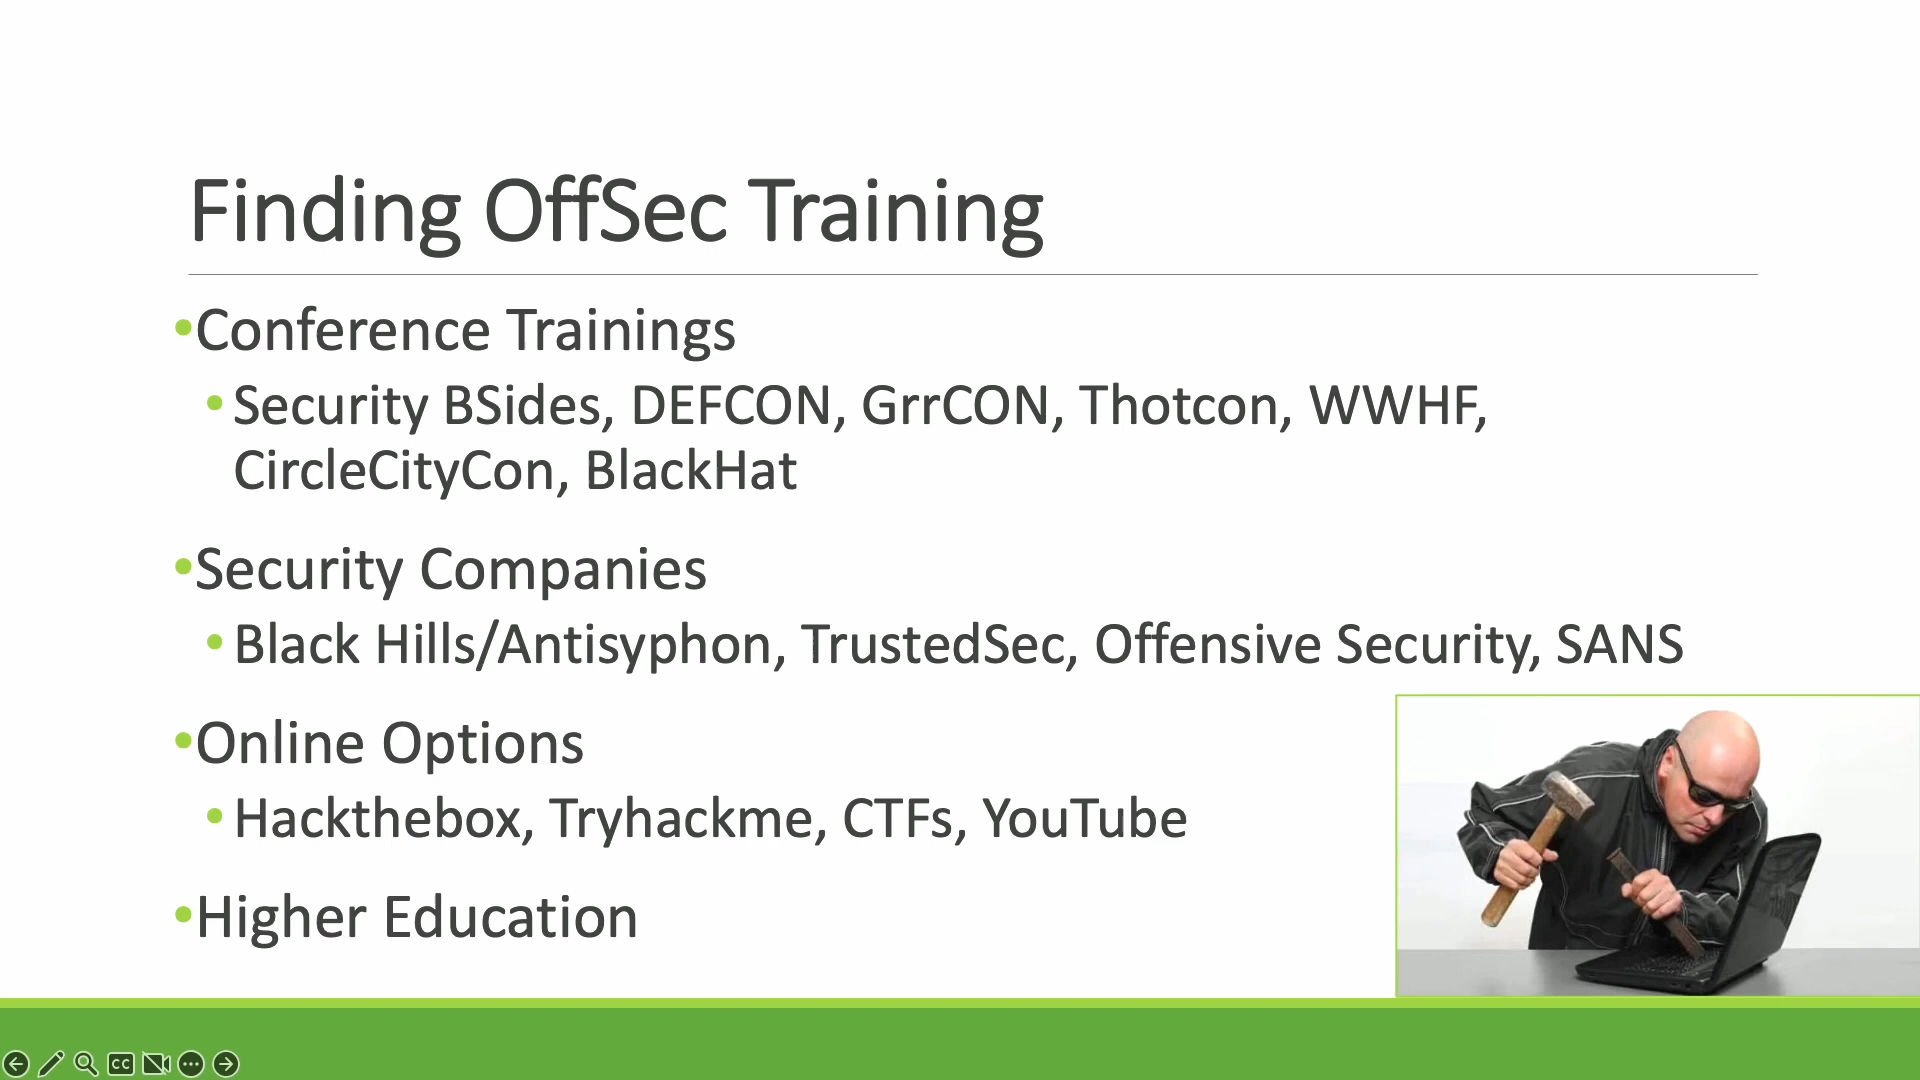 Finding OffSec Training
•Conference Trainings
•Security BSides, DEFCON, GrrCON, Thotcon, WWHF,
CircleCityCon, BlackHat
•Security Companies
•Black Hills/Antisyphon, TrustedSec, Offensive Security, SANS
•Online Options
•Hackthebox, Tryhackme, CTFs, YouTube
•Higher Education
CC